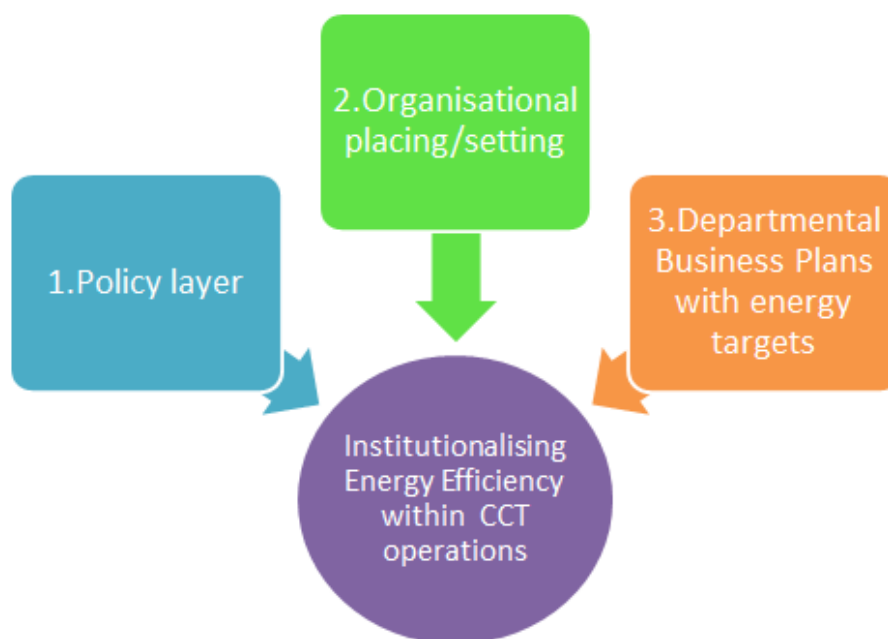 1.Policy layer
2.Organisational
placing/setting
3.Departmental
Business Plans
with energy
targets
Institutionalising
Energy Efficiency
within CCT
operations